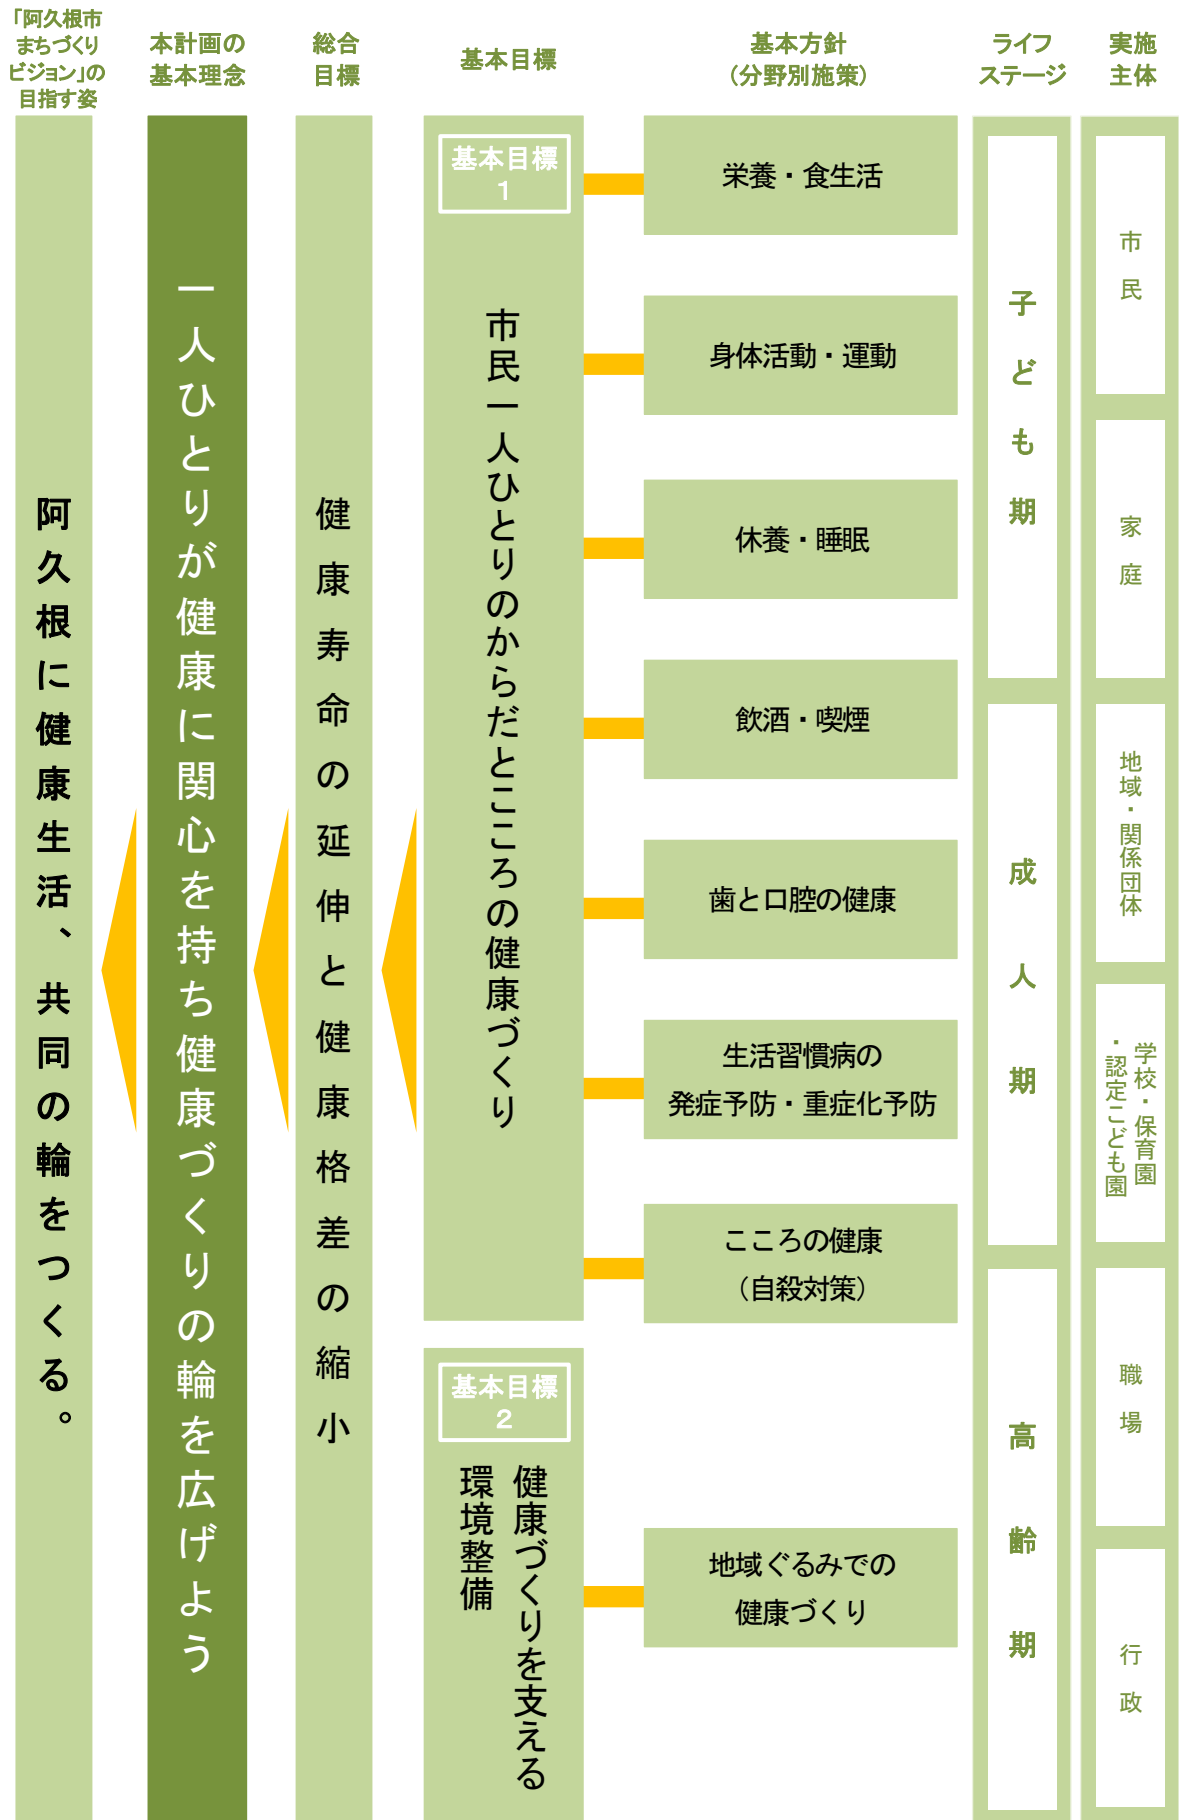 「阿久根市
まちづくり
ビジョン」の
目指す姿
本計画の
基本理念
総合
目標
基本目標
基本方針
（分野別施策）
ライフ
ステージ
実施
主体
阿久根に健康生活、共同の輪をつくる。
一人ひとりが健康に関心を持ち健康づくりの輪を広げよう
健康寿命の延伸と健康格差の縮小
基本目標
１
市民一人ひとりのからだとこころの健康づくり
基本目標
２
健康づくりを支える
環境整備
栄養・食生活
身体活動・運動
休養・睡眠
飲酒・喫煙
歯と口腔の健康
生活習慣病の
発症予防・重症化予防
こころの健康
（自殺対策）
地域ぐるみでの
健康づくり
子ども期
成人期
高齢期
市民
家庭
地域・関係団体
学校・保育園
・認定こども園
職場
行政